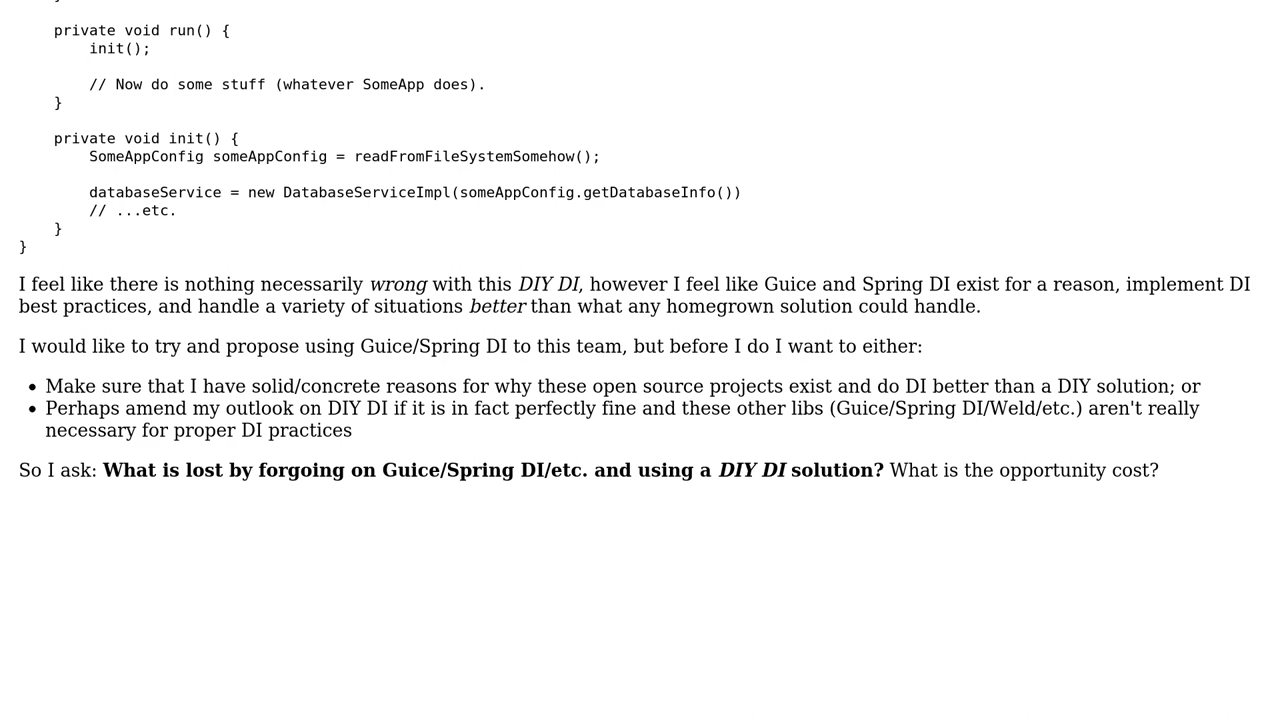 }
private void run() {
init();
// Now do some stuff (whatever SomeApp does).
}
private void init() {
SomeAppConfig someAppConfig = readFromFileSystemSomehow();
databaseService = new DatabaseServiceImpl(someAppConfig.getDatabaseInfo())
// ...etc.
}
}
I feel like there is nothing necessarily wrong with this DIY DI, however I feel like Guice and Spring DI exist for a reason, implement DI
best practices, and handle a variety of situations better than what any homegrown solution could handle.
I would like to try and propose using Guice/Spring DI to this team, but before I do I want to either:
• Make sure that I have solid/concrete reasons for why these open source projects exist and do DI better than a DIY solution; or
• Perhaps amend my outlook on DIY DI if it is in fact perfectly fine and these other libs (Guice/Spring DI/Weld/etc.) aren't really
necessary for proper DI practices
So I ask: What is lost by forgoing on Guice/Spring DI/etc. and using a DIY DI solution? What is the opportunity cost?